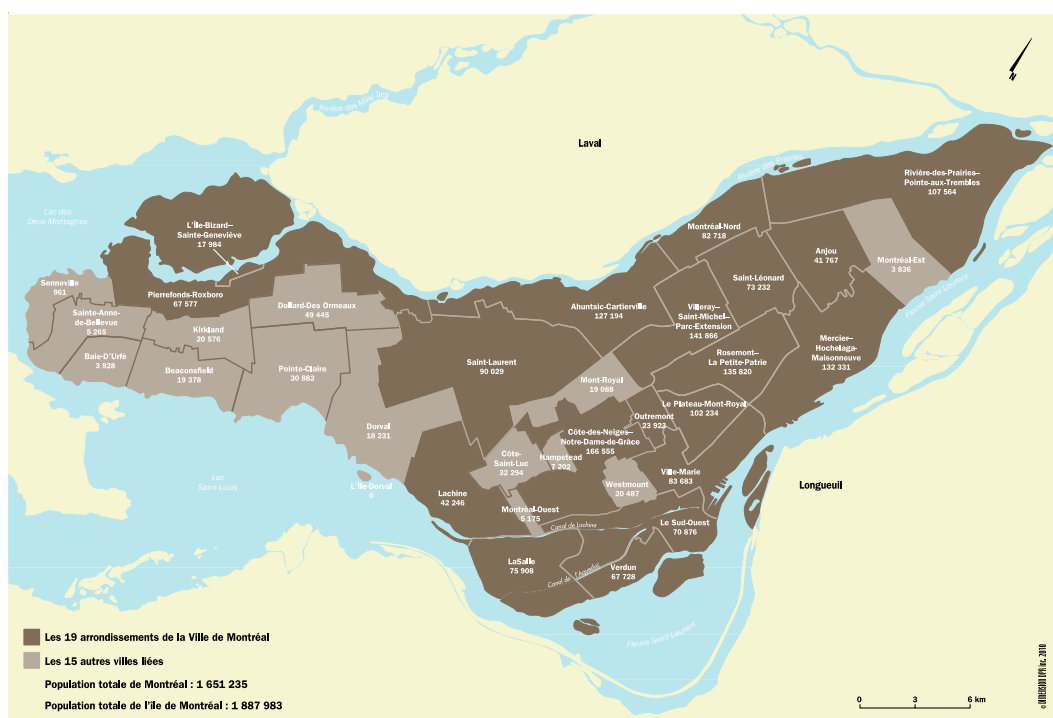 N
Rivière des Mille Îles
Laval
Rivière des Prairies
Rivière-des-Prairies–
Pointe-aux-Trembles
107 564
Lac des
Deux Montagnes
L'Île-Bizard–
Sainte-Geneviève
17 984
Montréal-Nord
82 718
Anjou
41 767
Montréal-Est
3 836
Senneville
961
Saint-Léonard
73 232
Pierrefonds-Roxboro
67 577
Dollard-Des Ormeaux
49 445
Fleuve Saint-Laurent
Sainte-Anne-
de-Bellevue
5 265
Ahuntsic-Cartierville
127 194
Villeray–
Saint-Michel–
Parc-Extension
141 866
Kirkland
20 576
Mercier–
Hochelaga-
Maisonneuve
132 331
Baie-D'Urfé
3 928
Beaconsfield
19 378
Pointe-Claire
30 882
Saint-Laurent
90 029
Rosemont–
La Petite-Patrie
135 820
Mont-Royal
19 088
Le Plateau-Mont-Royal
102 234
Outremont
23 923
Dorval
18 231
Côte-des-Neiges–
Notre-Dame-de-Grâce
166 555
Côte-
Saint-Luc
32 294
Hampstead
7 202
Ville-Marie
83 683
Lac
Saint-Louis
L'Île-Dorval
0
Westmount
20 487
Longueuil
Lachine
42 246
Montréal-Ouest
5 175
Canal de Lachine
Le Sud-Ouest
70 876
LaSalle
75 908
Canal de l'Aqueduc
Verdun
67 728
Fleuve Saint-Laurent
Les 19 arrondissements de la Ville de Montréal
Les 15 autres villes liées
Population totale de Montréal : 1 651 235
Population totale de l'île de Montréal : 1 887 983
0 3 6 km